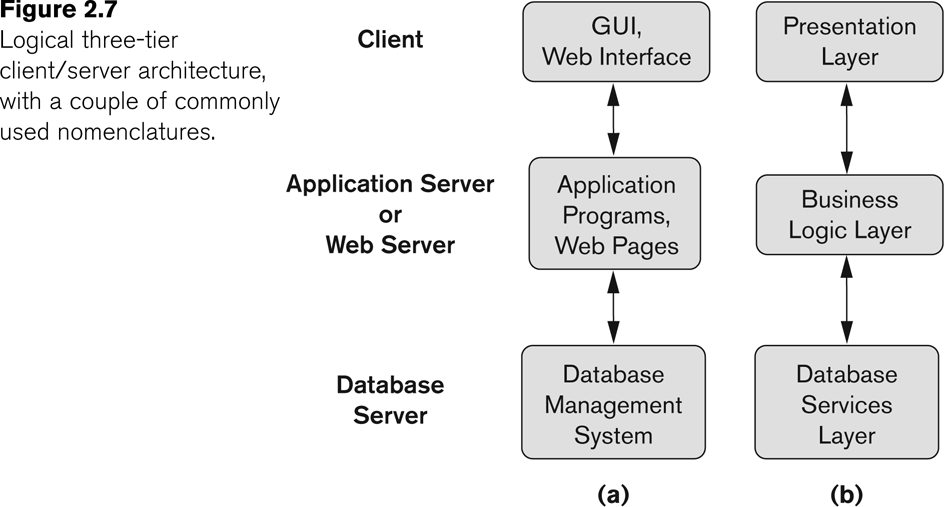 Figure 2.7
Logical three-tier
client/server architecture,
with a couple of commonly
used nomenclatures.
Client
GUI,
Web Interface
Presentation
Layer
Application Server
or
Web Server
Application
Programs,
Web Pages
Business
Logic Layer
Database
Server
Database
Management
System
Database
Services
Layer
(a)
(b)